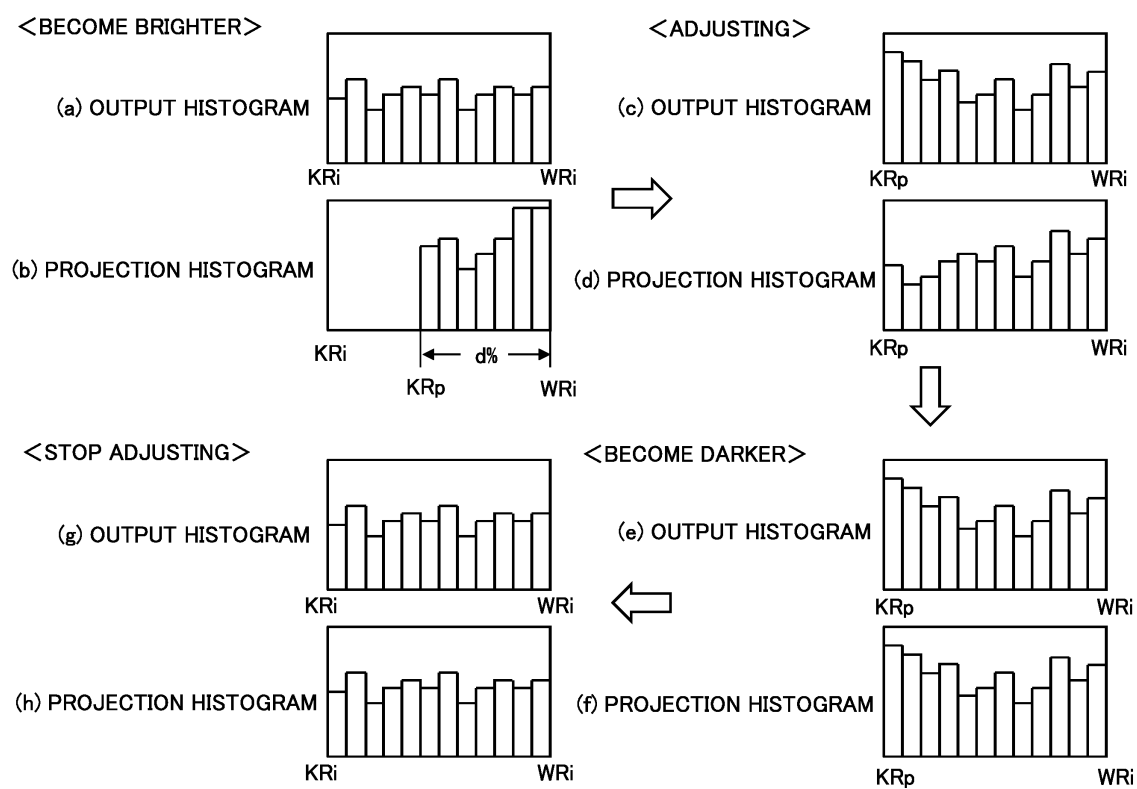 <BECOME BRIGHTER>
(a) OUTPUT HISTOGRAM
KRi
WRi
(b) PROJECTION HISTOGRAM
KRi
d%
KRp
WRi
<ADJUSTING>
(c) OUTPUT HISTOGRAM
KRp
WRi
(d) PROJECTION HISTOGRAM
KRp
WRi
<BECOME DARKER>
(e) OUTPUT HISTOGRAM
KRp
WRi
(f) PROJECTION HISTOGRAM
KRp
WRi
<STOP ADJUSTING>
(g) OUTPUT HISTOGRAM
KRi
WRi
(h) PROJECTION HISTOGRAM
KRi
WRi